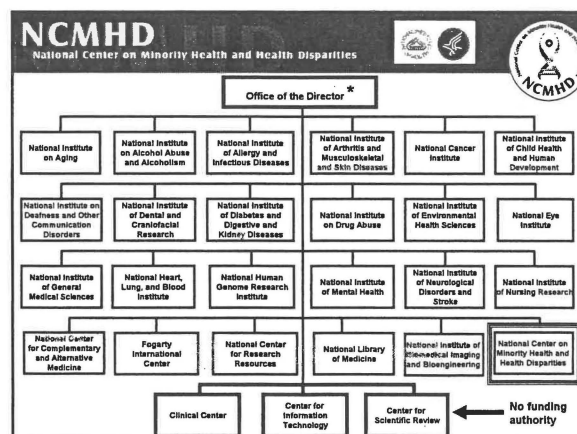 NCMHD
National Center on Minority Health and Health Disparities
NCMHD
Office of the Director *
National Institute
on Aging
National Institute
on Alcohol Abuse
and Alcoholism
National Institute
of Allergy and
Infectious Diseases
National Institute
of Arthritis and
Musculoskeletal
and Skin Diseases
National Cancer
Institute
National Institute
of Child Health
and Human
Development
National Institute on
Deafness and Other
Communication
Disorders
National Institute
of Dental and
Craniofacial
Research
National Institute
of Diabetes and
Digestive and
Kidney Diseases
National Institute
on Drug Abuse
National Institute
of Environmental
Health Sciences
National Eye
Institute
National Institute
of General
Medical Sciences
National Heart,
Lung, and Blood
Institute
National Human
Genome Research
Institute
National Institute
of Mental Health
National Institute
of Neurological
Disorders and
Stroke
National Institute
of Nursing Research
National Center
for Complementary
and Alternative
Medicine
Fogarty
International
Center
National Center
for Research
Resources
National Library
of Medicine
National Institute of
Biomedical Imaging
and Bioengineering
National Center on
Minority Health and
Health Disparities
Clinical Center
Center for
Information
Technology
Center for
Scientific Review
No funding
authority